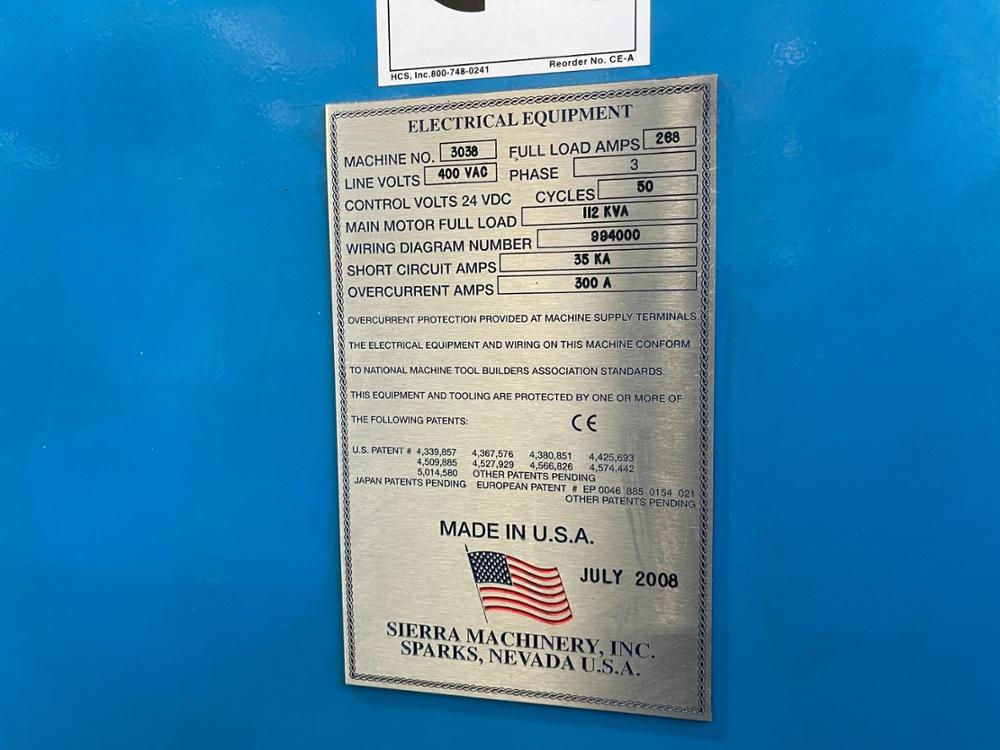 HCS, Inc.800-748-0241 Reorder No. CE-A
ELECTRICAL EQUIPMENT
MACHINE NO. 3038 FULL LOAD AMPS 268
LINE VOLTS 400 VAC PHASE 3
CONTROL VOLTS 24 VDC CYCLES 50
MAIN MOTOR FULL LOAD 112 KVA
WIRING DIAGRAM NUMBER 994000
SHORT CIRCUIT AMPS 35 KA
OVERCURRENT AMPS 300 A
OVERCURRENT PROTECTION PROVIDED AT MACHINE SUPPLY TERMINALS.
THE ELECTRICAL EQUIPMENT AND WIRING ON THIS MACHINE CONFORM
TO NATIONAL MACHINE TOOL BUILDERS ASSOCIATION STANDARDS.
THIS EQUIPMENT AND TOOLING ARE PROTECTED BY ONE OR MORE OF
THE FOLLOWING PATENTS: CE
U.S. PATENT # 4,339,857 4,367,576 4,380,851 4,425,693
4,509,885 4,527,929 4,566,826 4,574,442
5,014,580 OTHER PATENTS PENDING
JAPAN PATENTS PENDING EUROPEAN PATENT # EP 0046 885 0154 021
OTHER PATENTS PENDING
MADE IN U.S.A.
JULY 2008
SIERRA MACHINERY, INC.
SPARKS, NEVADA U.S.A.